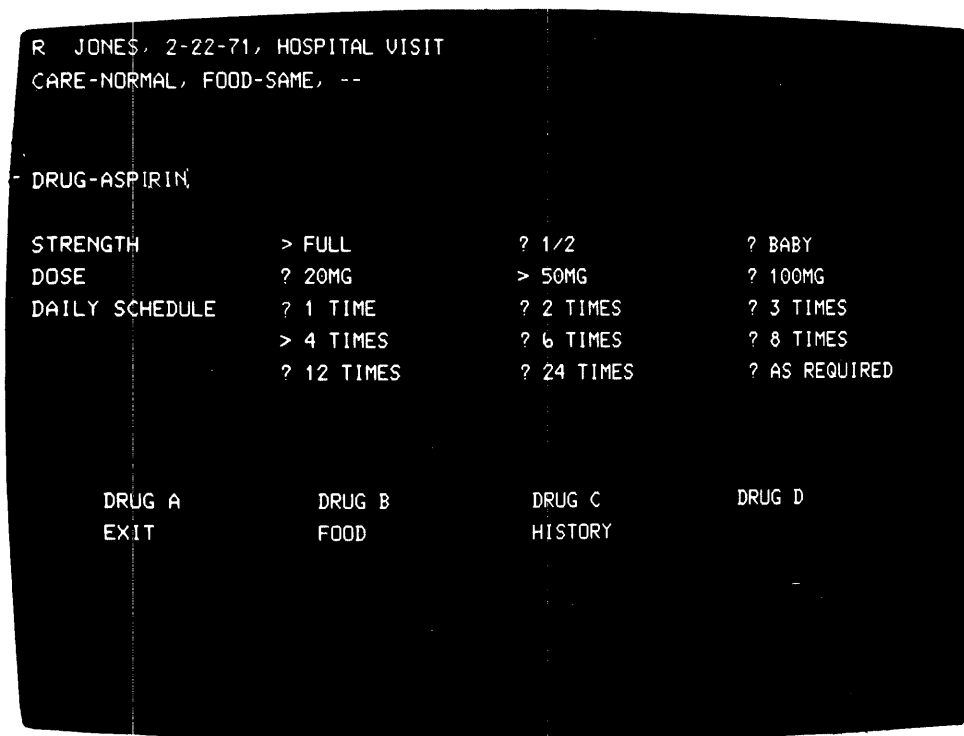 R JONES, 2-22-71, HOSPITAL VISIT
CARE-NORMAL, FOOD-SAME, --
- DRUG-ASPIRIN,
STRENGTH > FULL ? 1/2 ? BABY
DOSE ? 20MG > 50MG ? 100MG
DAILY SCHEDULE ? 1 TIME ? 2 TIMES ? 3 TIMES
> 4 TIMES ? 6 TIMES ? 8 TIMES
? 12 TIMES ? 24 TIMES ? AS REQUIRED
DRUG A DRUG B DRUG C DRUG D
EXIT FOOD HISTORY